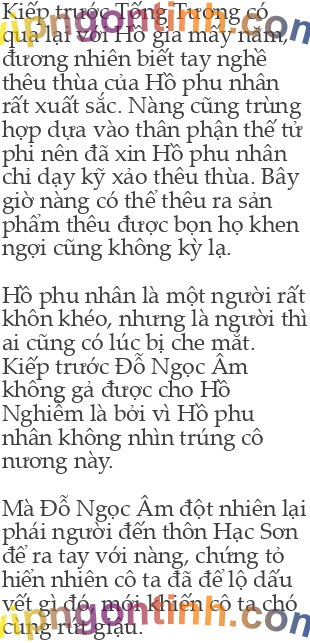 Kiếp trước Tống Hương có
qua lại với Hồ gia mấy năm,
đương nhiên biết tay nghề
thêu thùa của Hồ phu nhân
rất xuất sắc. Nàng cũng trùng
hợp dựa vào thân phận thế tử
phi nên đã xin Hồ phu nhân
chỉ dạy kỹ xảo thêu thùa. Bây
giờ nàng có thể thêu ra sản
phẩm thêu được bọn họ khen
ngợi cũng không kỳ lạ.

Hồ phu nhân là một người rất
khôn khéo, nhưng là người thì
ai cũng có lúc bị che mắt.
Kiếp trước Đỗ Ngọc Âm
không gả được cho Hồ
Nghiễm là bởi vì Hồ phu
nhân không nhìn trúng cô
nương này.

Mà Đỗ Ngọc Âm đột nhiên lại
phái người đến thôn Hạc Sơn
để ra tay với nàng, chứng tỏ
hiển nhiên cô ta đã để lộ dấu
vết gì đó, mới khiến cô ta chó
cùng rứt giậu.